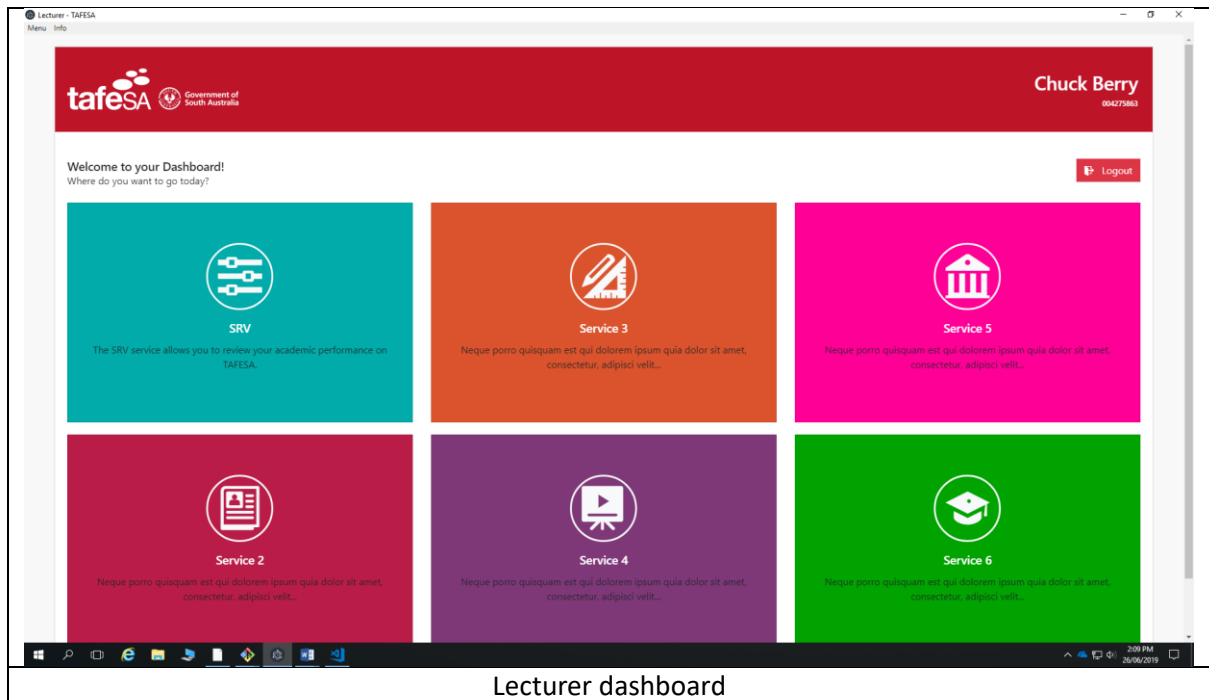 Lecturer - TAFESA
Menu Info
tafeSA
Government of
South Australia
Chuck Berry
004275863
Welcome to your Dashboard!
Where do you want to go today?
Logout
SRV
The SRV service allows you to review your academic performance on
TAFESA.
Service 3
Neque porro quisquam est qui dolorem ipsum quia dolor sit amet,
consectetur, adipisci velit...
Service 5
Neque porro quisquam est qui dolorem ipsum quia dolor sit amet,
consectetur, adipisci velit...
Service 2
Neque porro quisquam est qui dolorem ipsum quia dolor sit amet,
consectetur, adipisci velit...
Service 4
Neque porro quisquam est qui dolorem ipsum quia dolor sit amet,
consectetur, adipisci velit...
Service 6
Neque porro quisquam est qui dolorem ipsum quia dolor sit amet,
consectetur, adipisci velit...
2:09 PM
26/06/2019
Lecturer dashboard